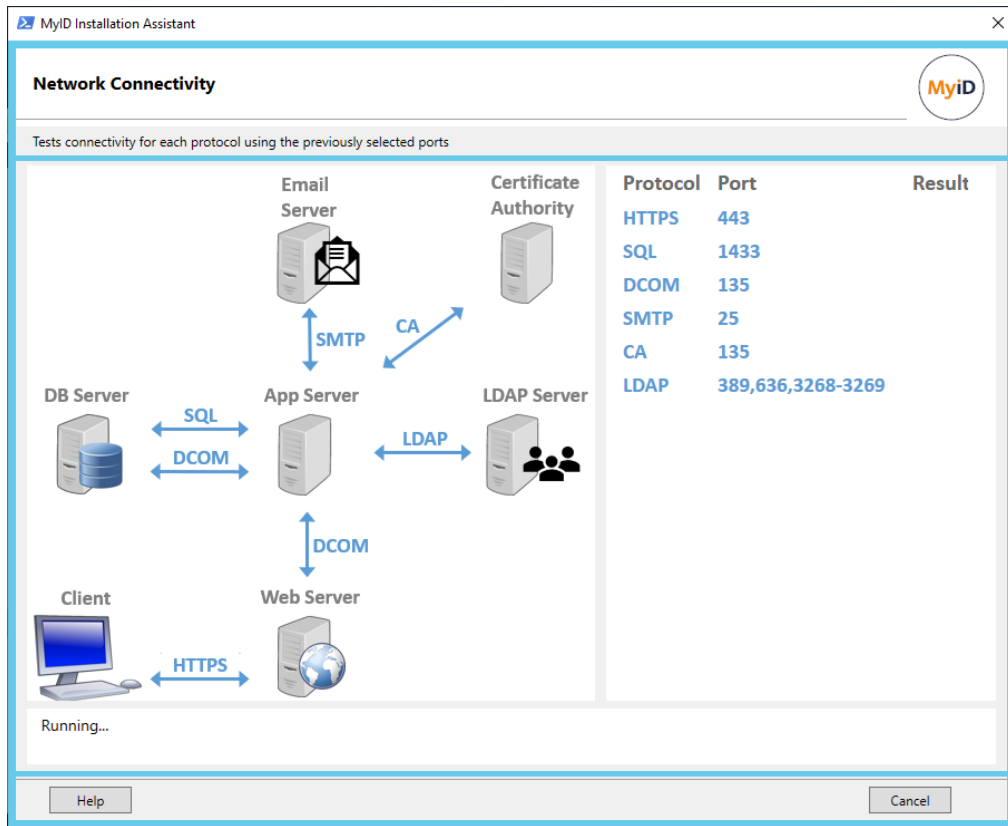 MyID Installation Assistant
Network Connectivity
MyiD
Tests connectivity for each protocol using the previously selected ports
Email
Server
Certificate
Authority
SMTP
CA
DB Server
App Server
LDAP Server
SQL
DCOM
LDAP
DCOM
Client
Web Server
HTTPS
Protocol Port Result
HTTPS 443
SQL 1433
DCOM 135
SMTP 25
CA 135
LDAP 389,636,3268-3269
Running...
Help
Cancel